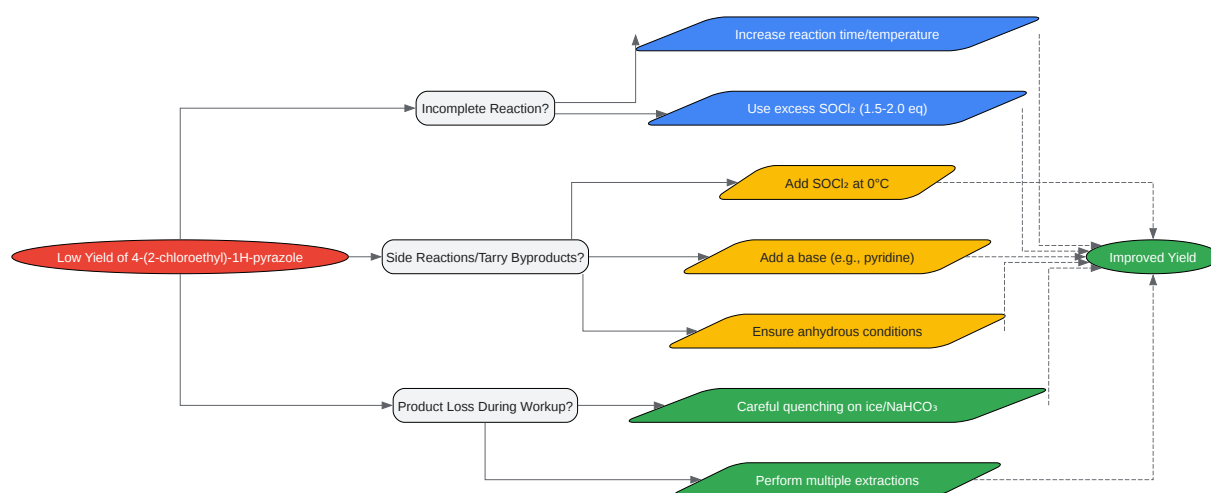 Increase reaction time/temperature
Incomplete Reaction?
Use excess SOCl₂ (1.5-2.0 eq)
Add SOCl₂ at 0°C
Low Yield of 4-(2-chloroethyl)-1H-pyrazole
Side Reactions/Tarry Byproducts?
Add a base (e.g., pyridine)
Improved Yield
Ensure anhydrous conditions
Product Loss During Workup?
Careful quenching on ice/NaHCO₃
Perform multiple extractions